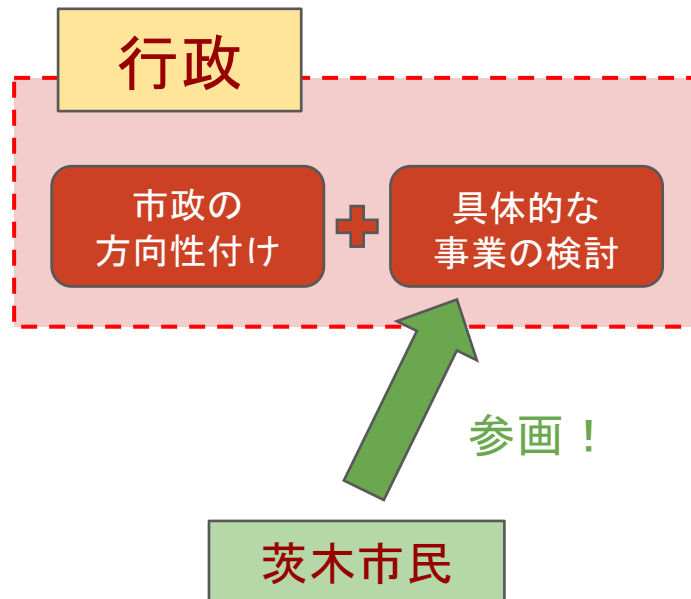 行政
市政の
方向性付け
具体的な
事業の検討
参画！
茨木市民